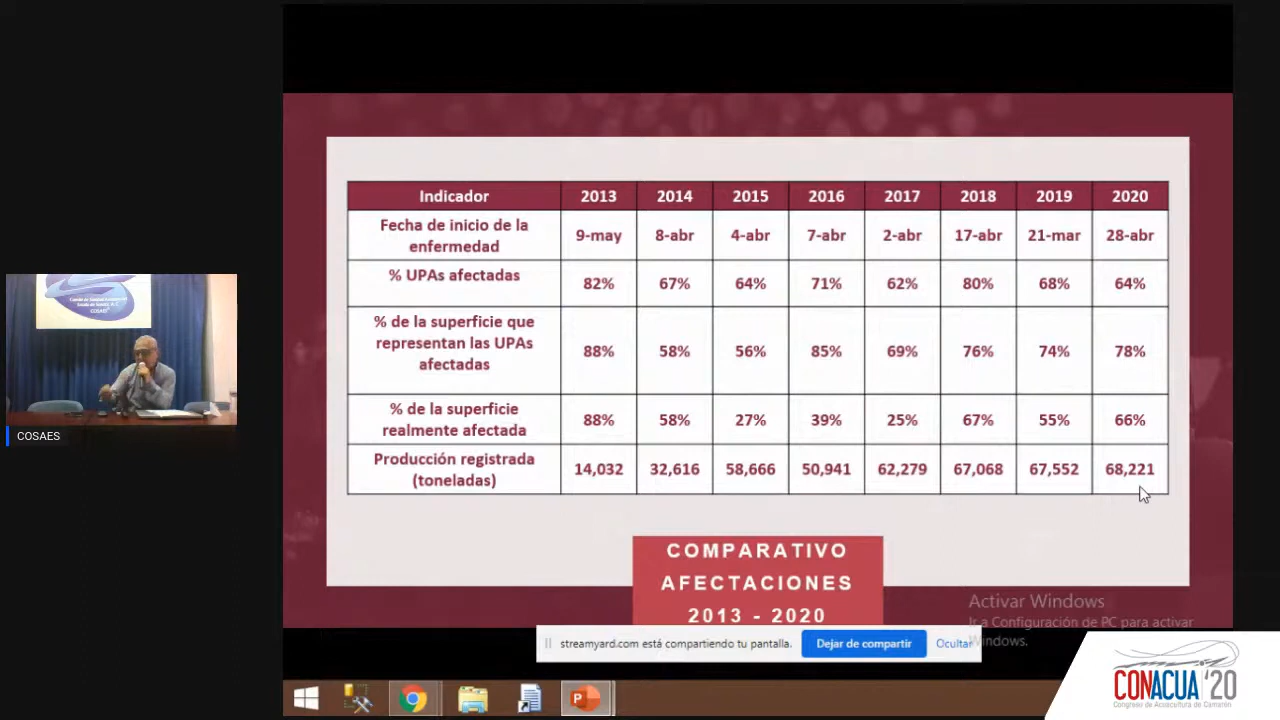 Indicador 2013 2014 2015 2016 2017 2018 2019 2020
Fecha de inicio de la
enfermedad
9-may 8-abr 4-abr 7-abr 2-abr 17-abr 21-mar 28-abr
% UPAs afectadas
82% 67% 64% 71% 62% 80% 68% 64%
% de la superficie que
representan las UPAs
afectadas
88% 58% 56% 85% 69% 76% 74% 78%
% de la superficie
realmente afectada
88% 58% 27% 39% 25% 67% 55% 66%
Producción registrada
(toneladas)
14,032 32,616 58,666 50,941 62,279 67,068 67,552 68,221
COMPARATIVO
AFECTACIONES
2013 - 2020
Activar Windows
Ir a Configuración de PC para activar
Windows.
streamyard.com está compartiendo tu pantalla. Dejar de compartir Ocultar
COSAES
COSAES
CONACUA '20
Congreso de Acuacultura de Camarón